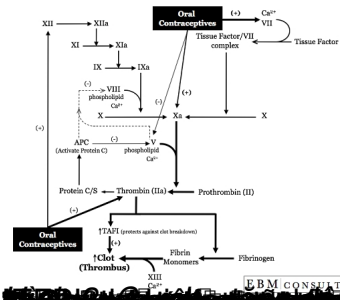 Oral
Contraceptives
(+)
Ca²⁺
VII
XII
XIIa
XI
XIa
Tissue Factor/VII
complex
Tissue Factor
IX
IXa
(-)
VIII
phospholipid
Ca²⁺
(-)
(+)
X
Xa
X
(+)
APC
(Activate Protein C)
(-)
V
phospholipid
Ca²⁺
Protein C/S
Thrombin (IIa)
Prothrombin (II)
(+)
Oral
Contraceptives
↑TAFI (protects against clot breakdown)
(+)
↑Clot
(Thrombus)
Fibrin
Monomers
Fibrinogen
XIII
Ca²⁺
EBM CONSULT